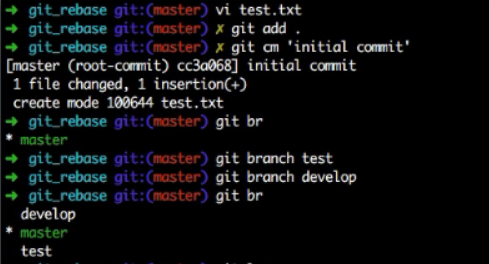 → git_rebase git:(master) vi test.txt
→ git_rebase git:(master) ✗ git add .
→ git_rebase git:(master) ✗ git cm 'initial commit'
[master (root-commit) cc3a068] initial commit
 1 file changed, 1 insertion(+)
 create mode 100644 test.txt
→ git_rebase git:(master) git br
* master
→ git_rebase git:(master) git branch test
→ git_rebase git:(master) git branch develop
→ git_rebase git:(master) git br
  develop
* master
  test